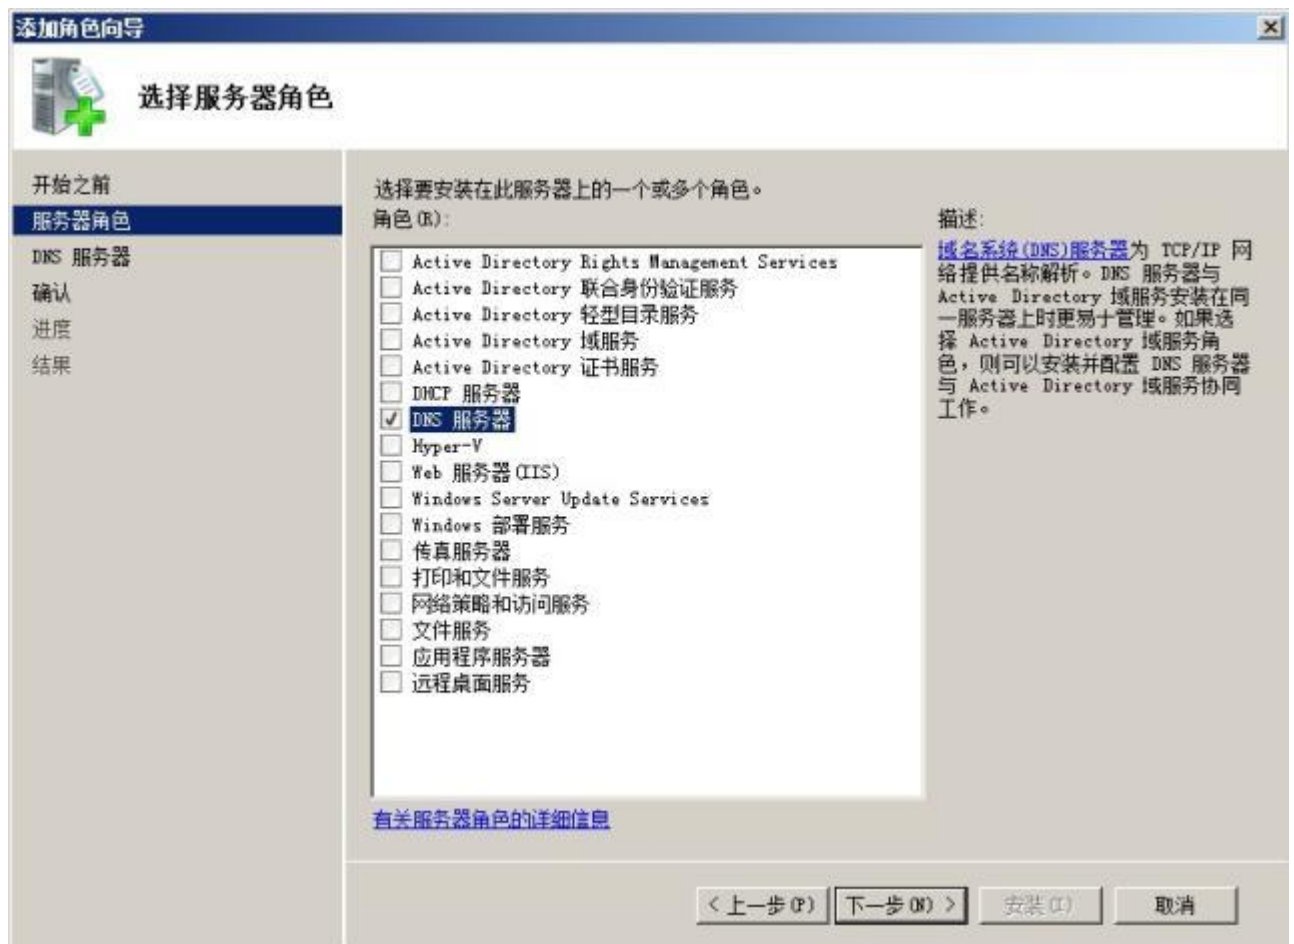 添加角色向导
选择服务器角色
开始之前
服务器角色
DNS 服务器
确认
进度
结果
选择要安装在此服务器上的一个或多个角色。
角色(R):
Active Directory Rights Management Services
Active Directory 联合身份验证服务
Active Directory 轻型目录服务
Active Directory 域服务
Active Directory 证书服务
DHCP 服务器
DNS 服务器
Hyper-V
Web 服务器(IIS)
Windows Server Update Services
Windows 部署服务
传真服务器
打印和文件服务
网络策略和访问服务
文件服务
应用程序服务器
远程桌面服务
有关服务器角色的详细信息
描述:
域名系统(DNS)服务器为 TCP/IP 网
络提供名称解析。DNS 服务器与
Active Directory 域服务安装在同
一服务器上时更易于管理。如果选
择 Active Directory 域服务角
色，则可以安装并配置 DNS 服务器
与 Active Directory 域服务协同
工作。
< 上一步(P)
下一步(N) >
安装(I)
取消